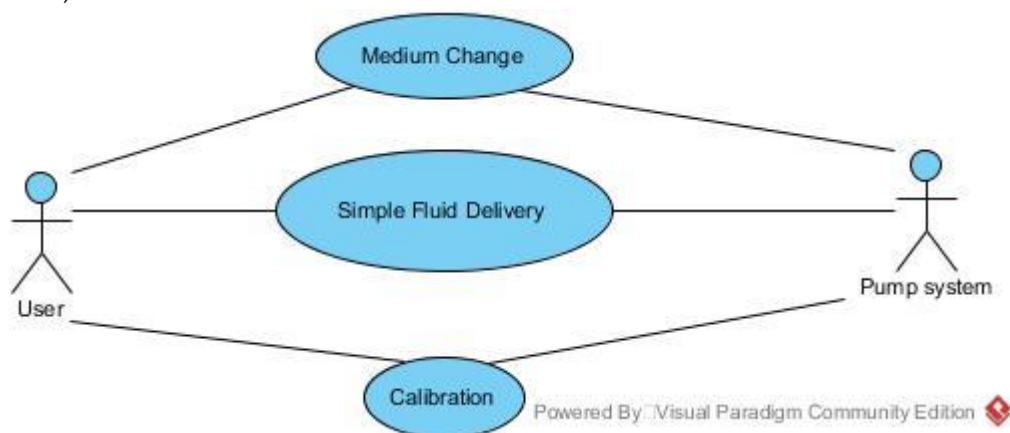 Medium Change
Simple Fluid Delivery
User
Pump system
Calibration
Powered By Visual Paradigm Community Edition